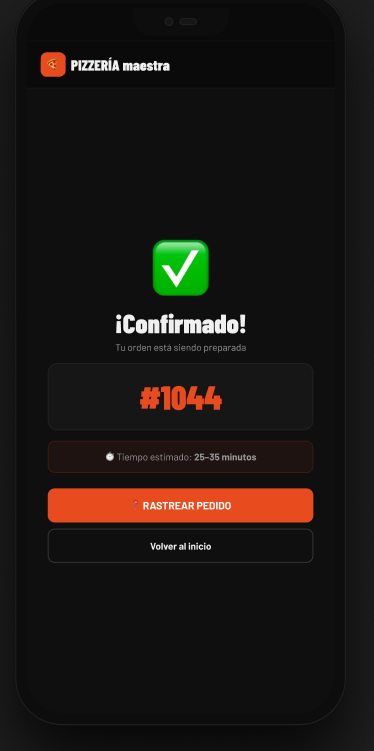 PIZZERÍA maestra
¡Confirmado!
Tu orden está siendo preparada
#1044
Tiempo estimado: 25–35 minutos
RASTREAR PEDIDO
Volver al inicio